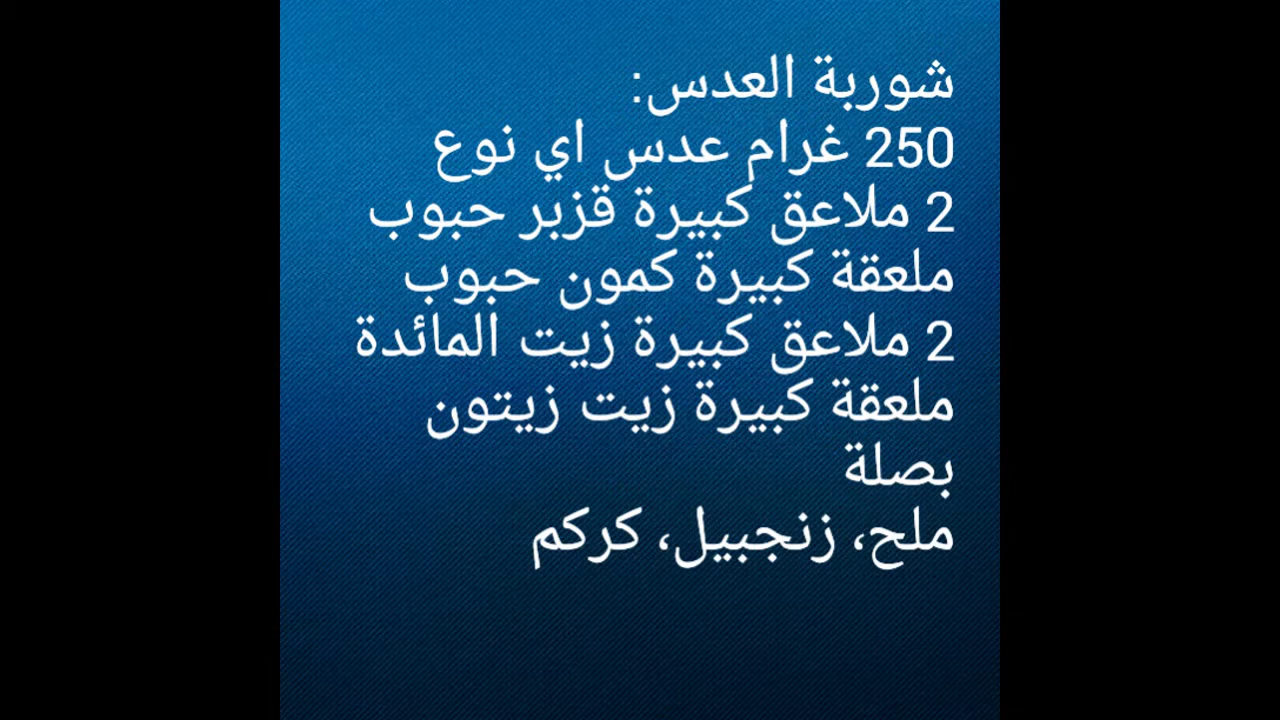 شوربة العدس:
250 غرام عدس اي نوع
2 ملاعق كبيرة قزبر حبوب
ملعقة كبيرة كمون حبوب
2 ملاعق كبيرة زيت المائدة
ملعقة كبيرة زيت زيتون
بصلة
ملح، زنجبيل، كركم